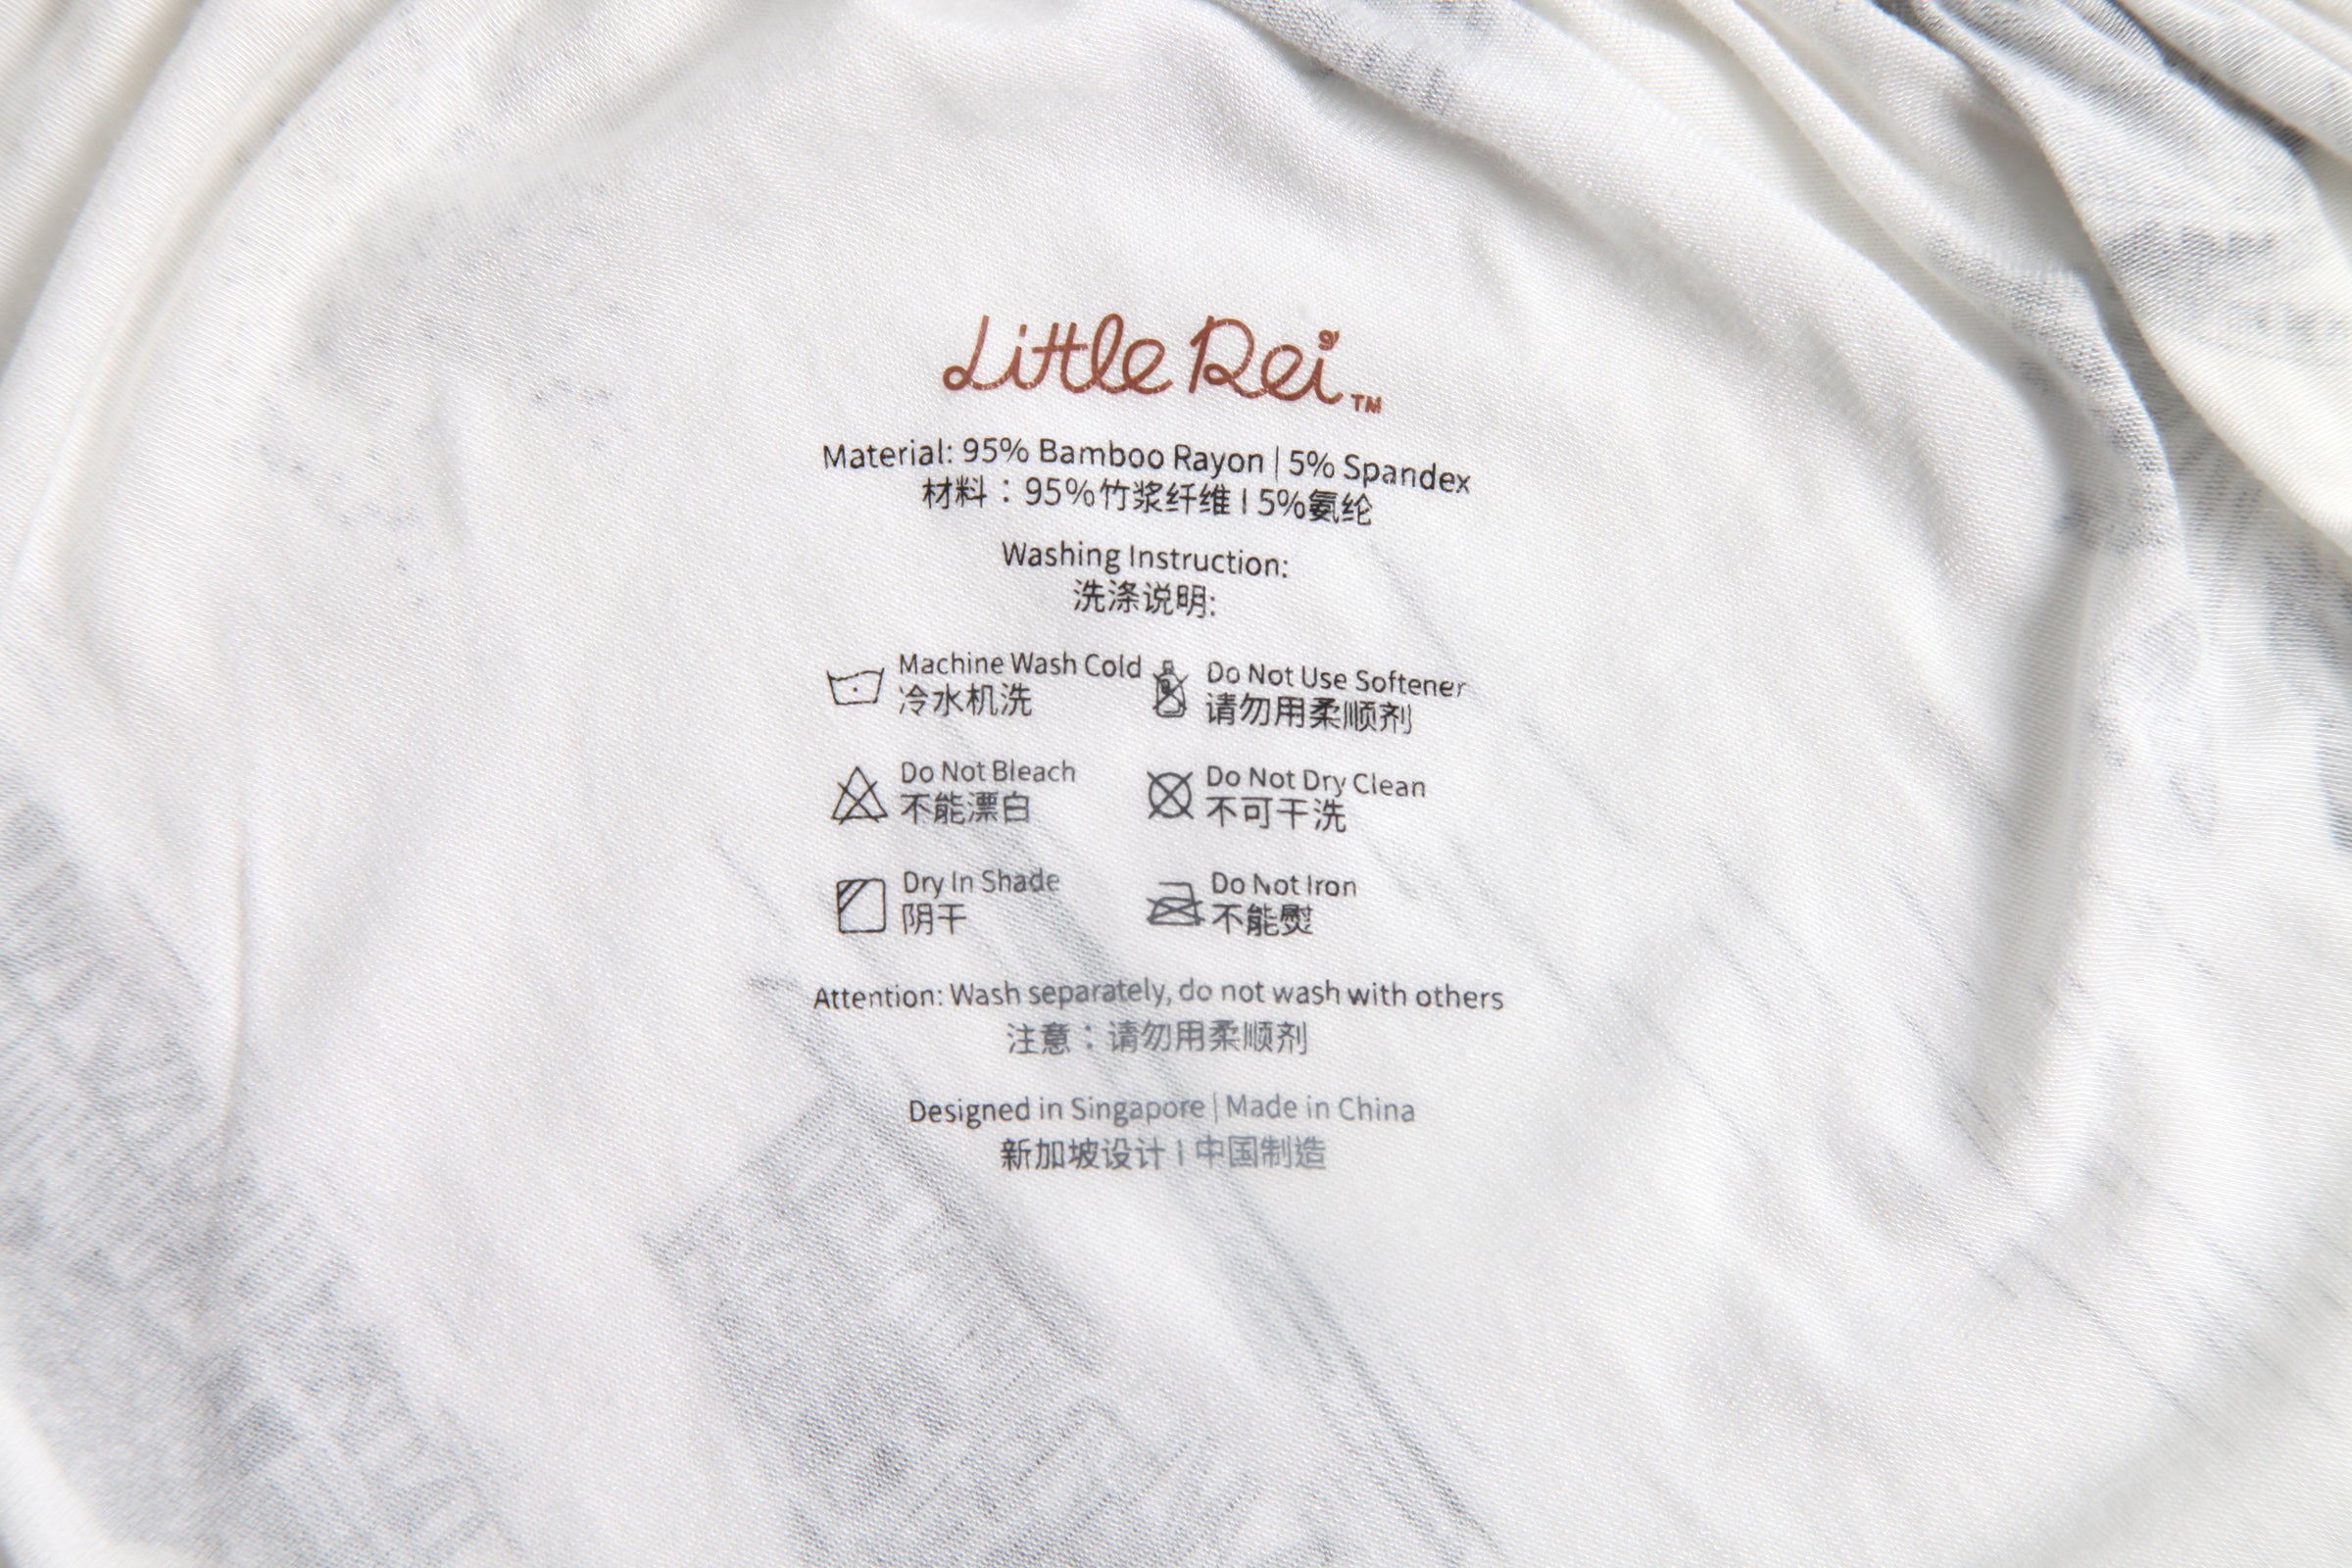 Little Rei™
Material: 95% Bamboo Rayon | 5% Spandex
材料：95%竹浆纤维 I 5%氨纶
Washing Instruction:
洗涤说明:
Machine Wash Cold
冷水机洗
Do Not Use Softener
请勿用柔顺剂
Do Not Bleach
不能漂白
Do Not Dry Clean
不可干洗
Dry In Shade
阴干
Do Not Iron
不能熨
Attention: Wash separately, do not wash with others
注意：请勿用柔顺剂
Designed in Singapore | Made in China
新加坡设计 I 中国制造